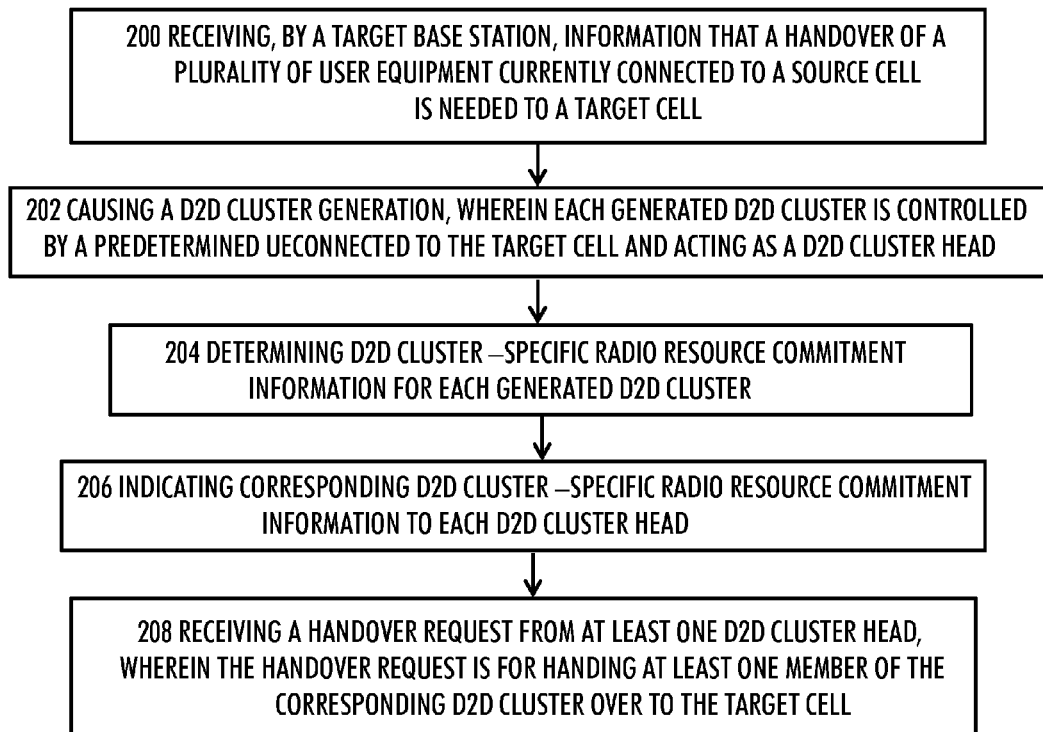 200 RECEIVING, BY A TARGET BASE STATION, INFORMATION THAT A HANDOVER OF A
PLURALITY OF USER EQUIPMENT CURRENTLY CONNECTED TO A SOURCE CELL
IS NEEDED TO A TARGET CELL
202 CAUSING A D2D CLUSTER GENERATION, WHEREIN EACH GENERATED D2D CLUSTER IS CONTROLLED
BY A PREDETERMINED UECONNECTED TO THE TARGET CELL AND ACTING AS A D2D CLUSTER HEAD
204 DETERMINING D2D CLUSTER –SPECIFIC RADIO RESOURCE COMMITMENT
INFORMATION FOR EACH GENERATED D2D CLUSTER
206 INDICATING CORRESPONDING D2D CLUSTER –SPECIFIC RADIO RESOURCE COMMITMENT
INFORMATION TO EACH D2D CLUSTER HEAD
208 RECEIVING A HANDOVER REQUEST FROM AT LEAST ONE D2D CLUSTER HEAD,
WHEREIN THE HANDOVER REQUEST IS FOR HANDING AT LEAST ONE MEMBER OF THE
CORRESPONDING D2D CLUSTER OVER TO THE TARGET CELL